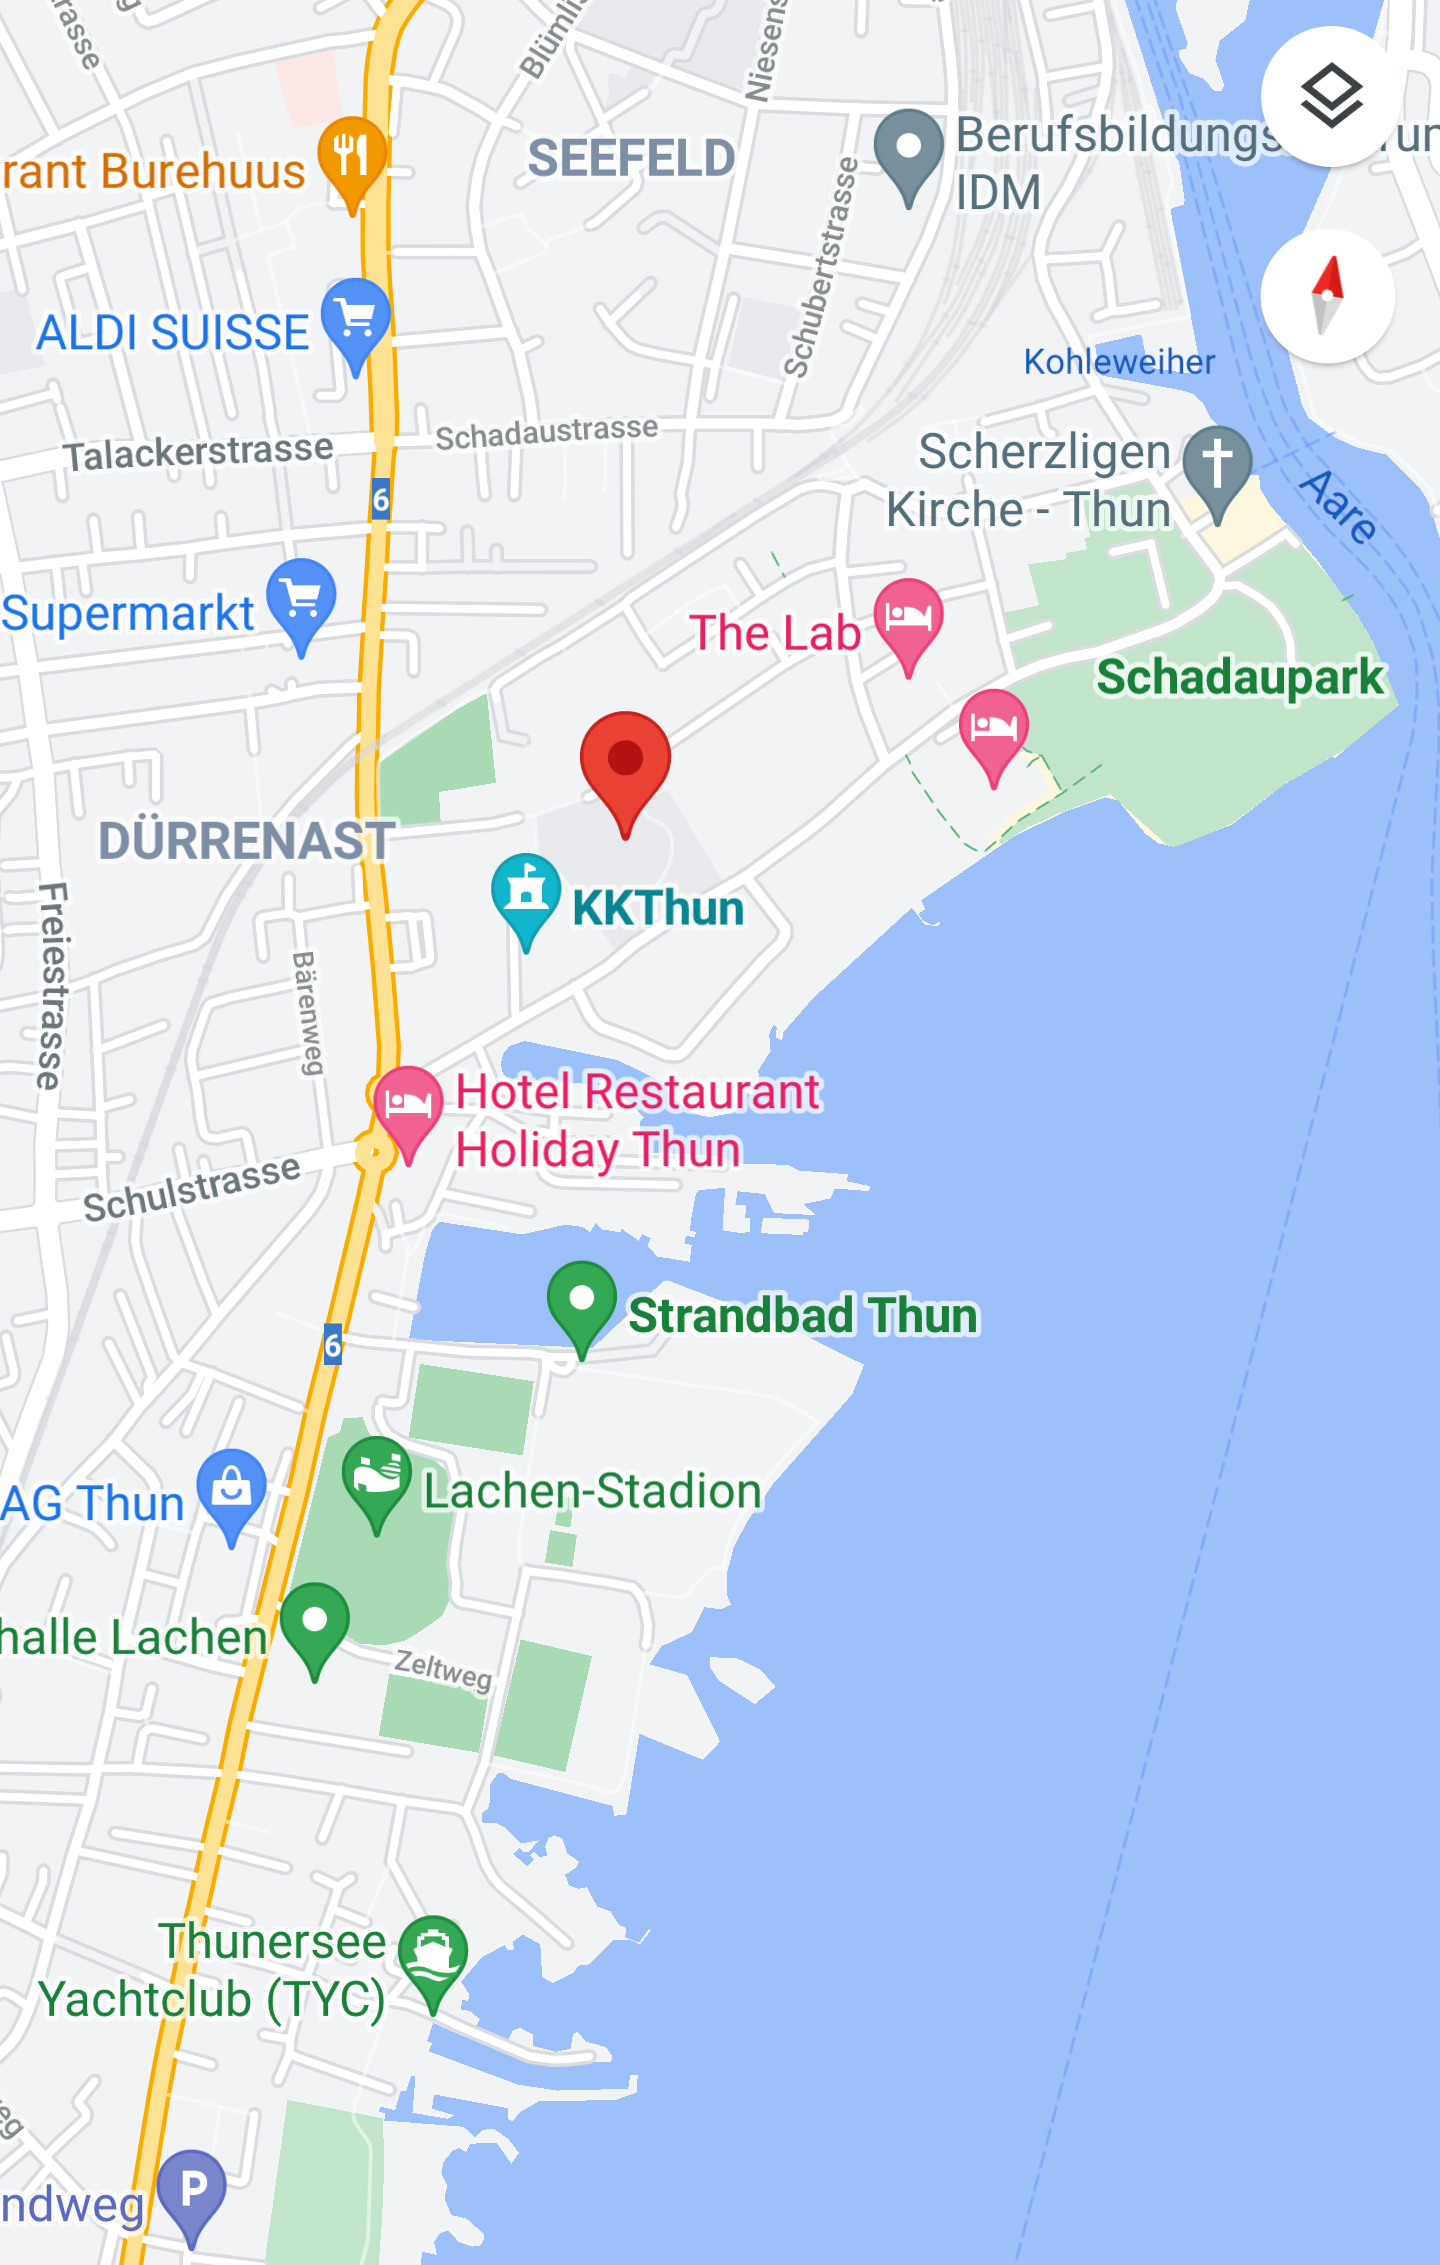 rasse
Blümlis
Niesens
SEEFELD
Berufsbildungs
IDM
rant Burehuus
Schubertstrasse
ALDI SUISSE
Kohleweiher
Talackerstrasse
Schadaustrasse
Scherzligen
Kirche - Thun
Aare
6
Supermarkt
The Lab
Schadaupark
DÜRRENAST
KKThun
Freiestrasse
Bärenweg
Hotel Restaurant
Holiday Thun
Schulstrasse
Strandbad Thun
6
AG Thun
Lachen-Stadion
halle Lachen
Zeltweg
Thunersee
Yachtclub (TYC)
eg
P
ndweg